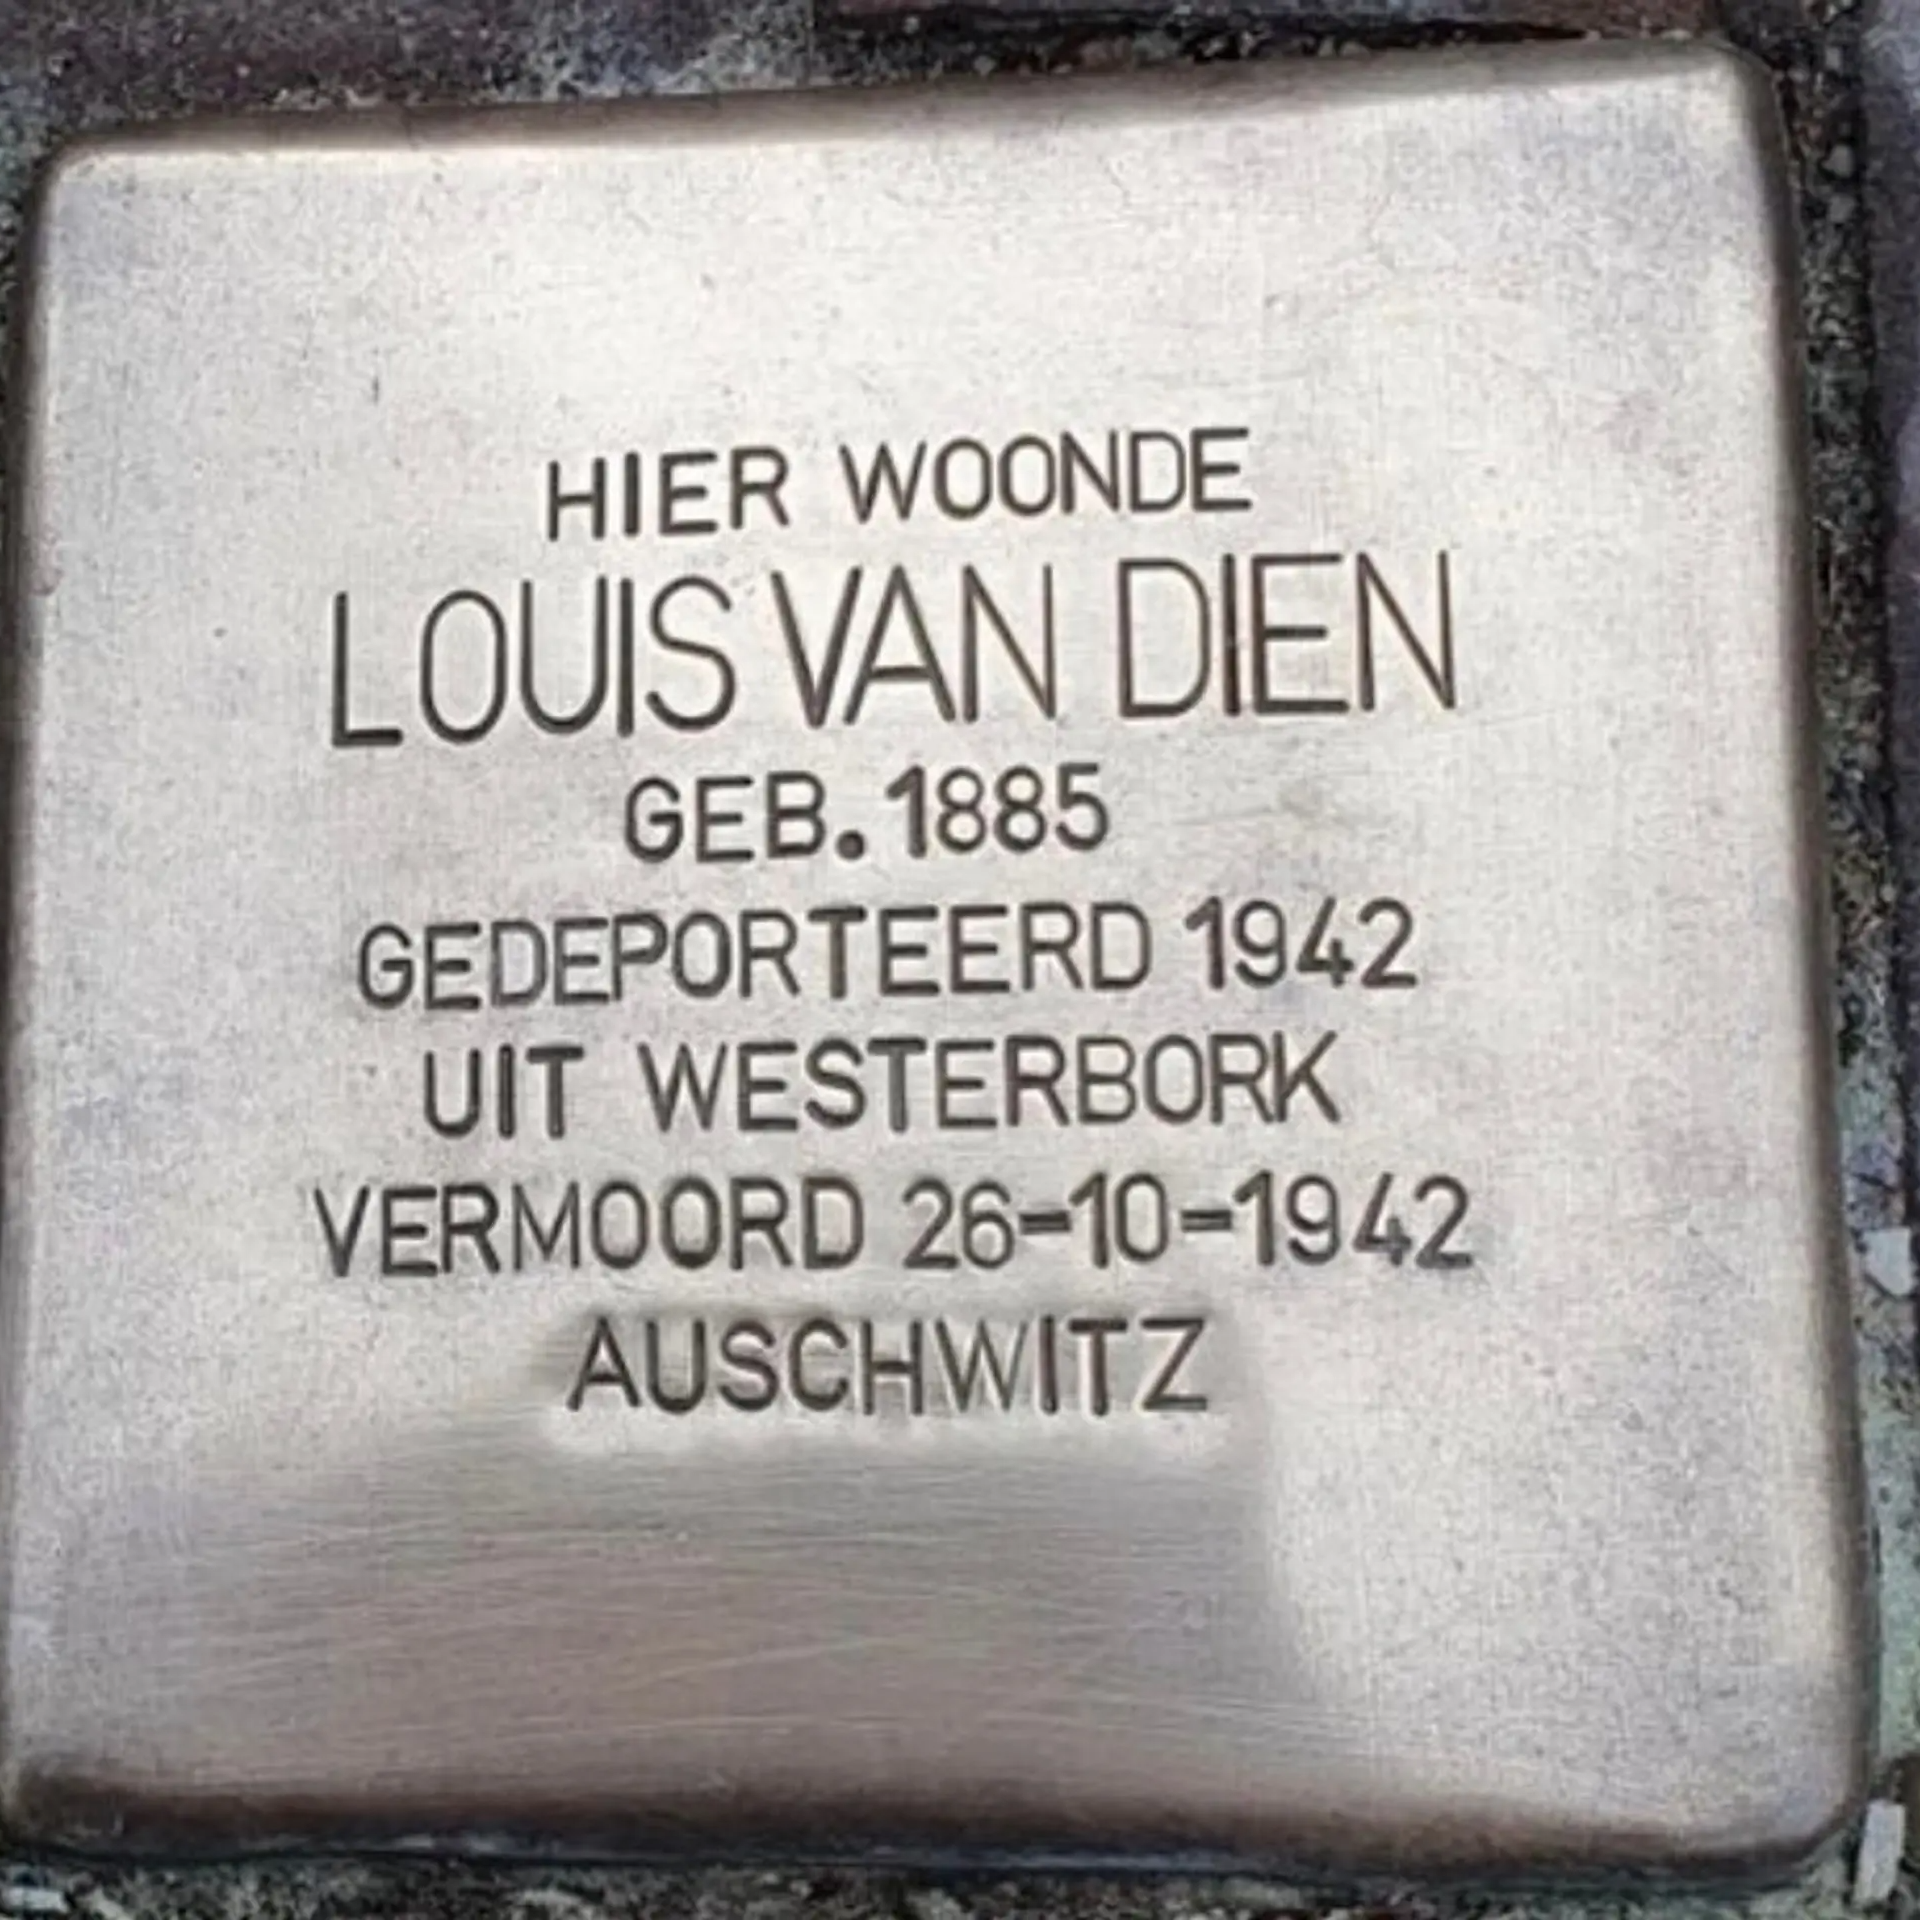 HIER WOONDE
LOUIS VAN DIEN
GEB. 1885
GEDEPORTEERD 1942
UIT WESTERBORK
VERMOORD 26-10-1942
AUSCHWITZ